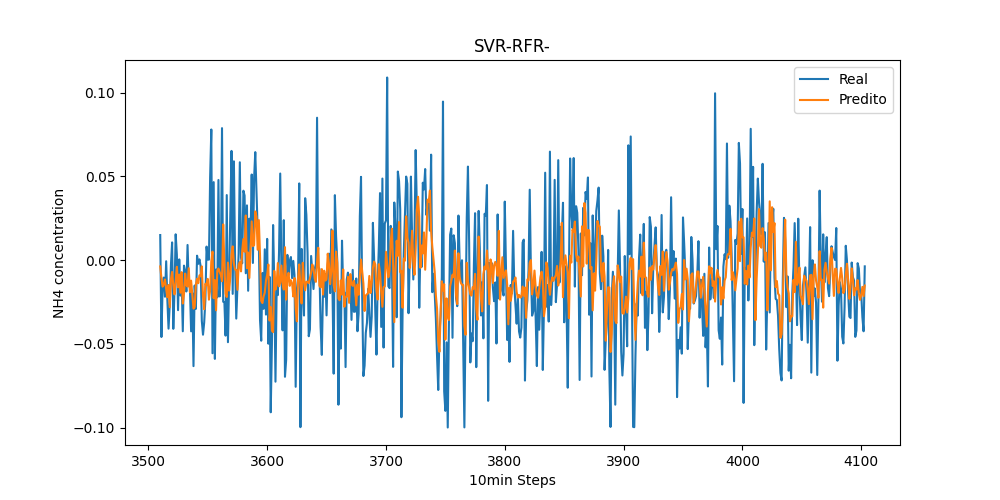 SVR-RFR-
Real
Predito
NH4 concentration
0.10
0.05
0.00
−0.05
−0.10
3500 3600 3700 3800 3900 4000 4100
10min Steps